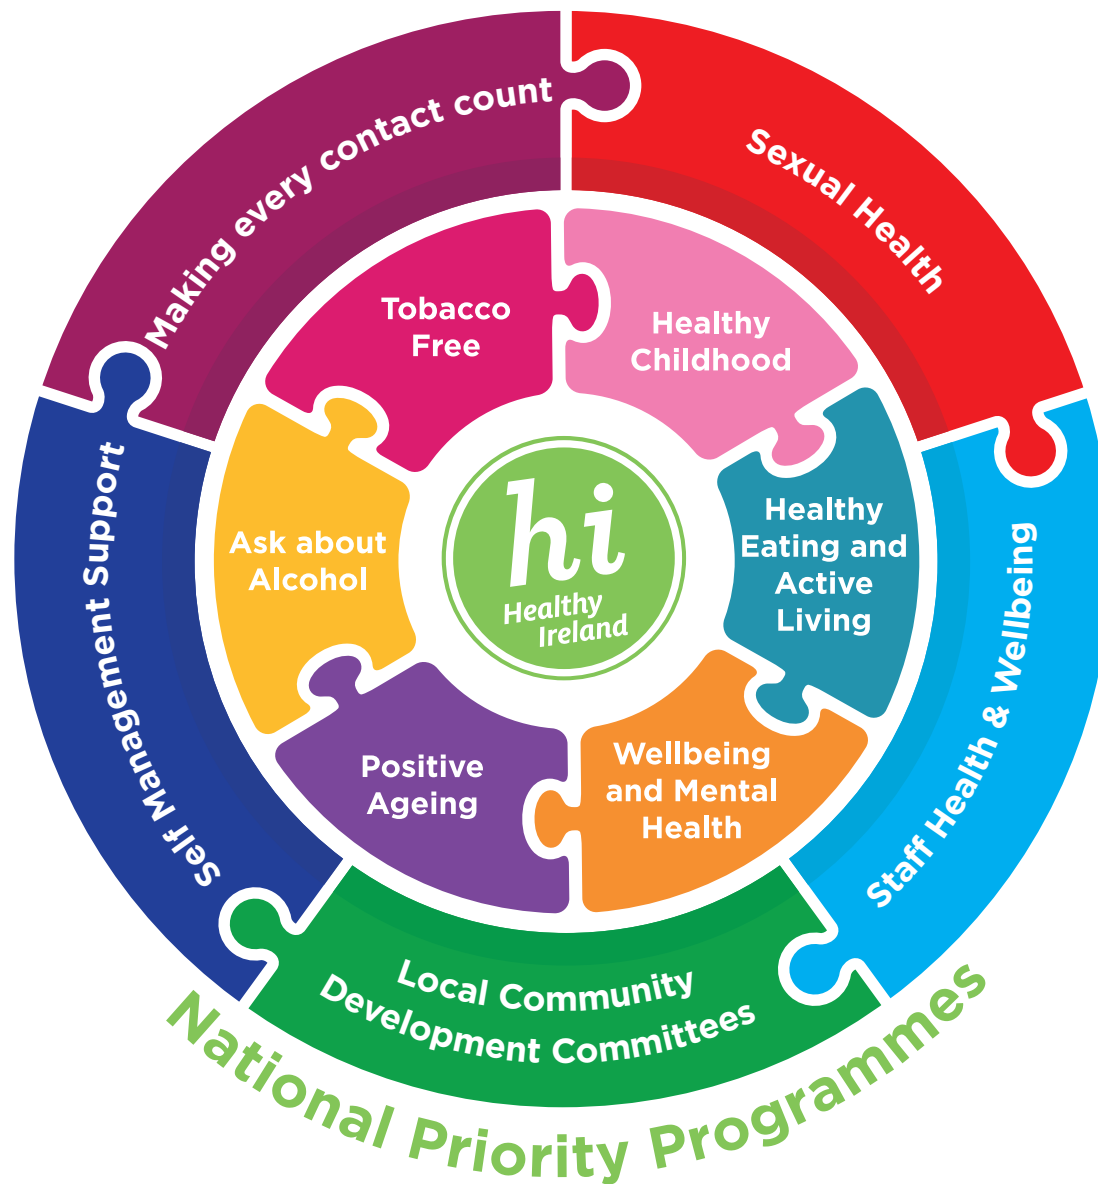 Making every contact count
Sexual Health
Tobacco
Free
Healthy
Childhood
Ask about
Alcohol
hi
Healthy
Ireland
Healthy
Eating and
Active
Living
Self Management Support
Staff Health & Wellbeing
Positive
Ageing
Wellbeing
and Mental
Health
Local Community
Development Committees
National Priority Programmes